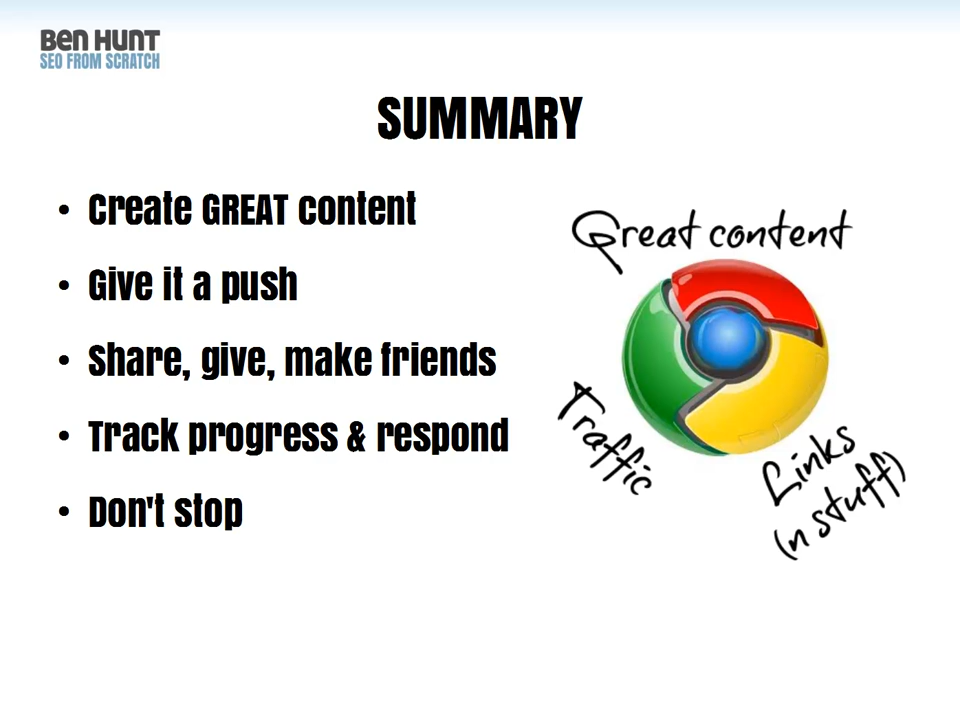 BEN HUNT
SEO FROM SCRATCH
SUMMARY
• Create GREAT content
• Give it a push
• Share, give, make friends
• Track progress & respond
• Don't stop
Great content
Traffic
Links
(n stuff)